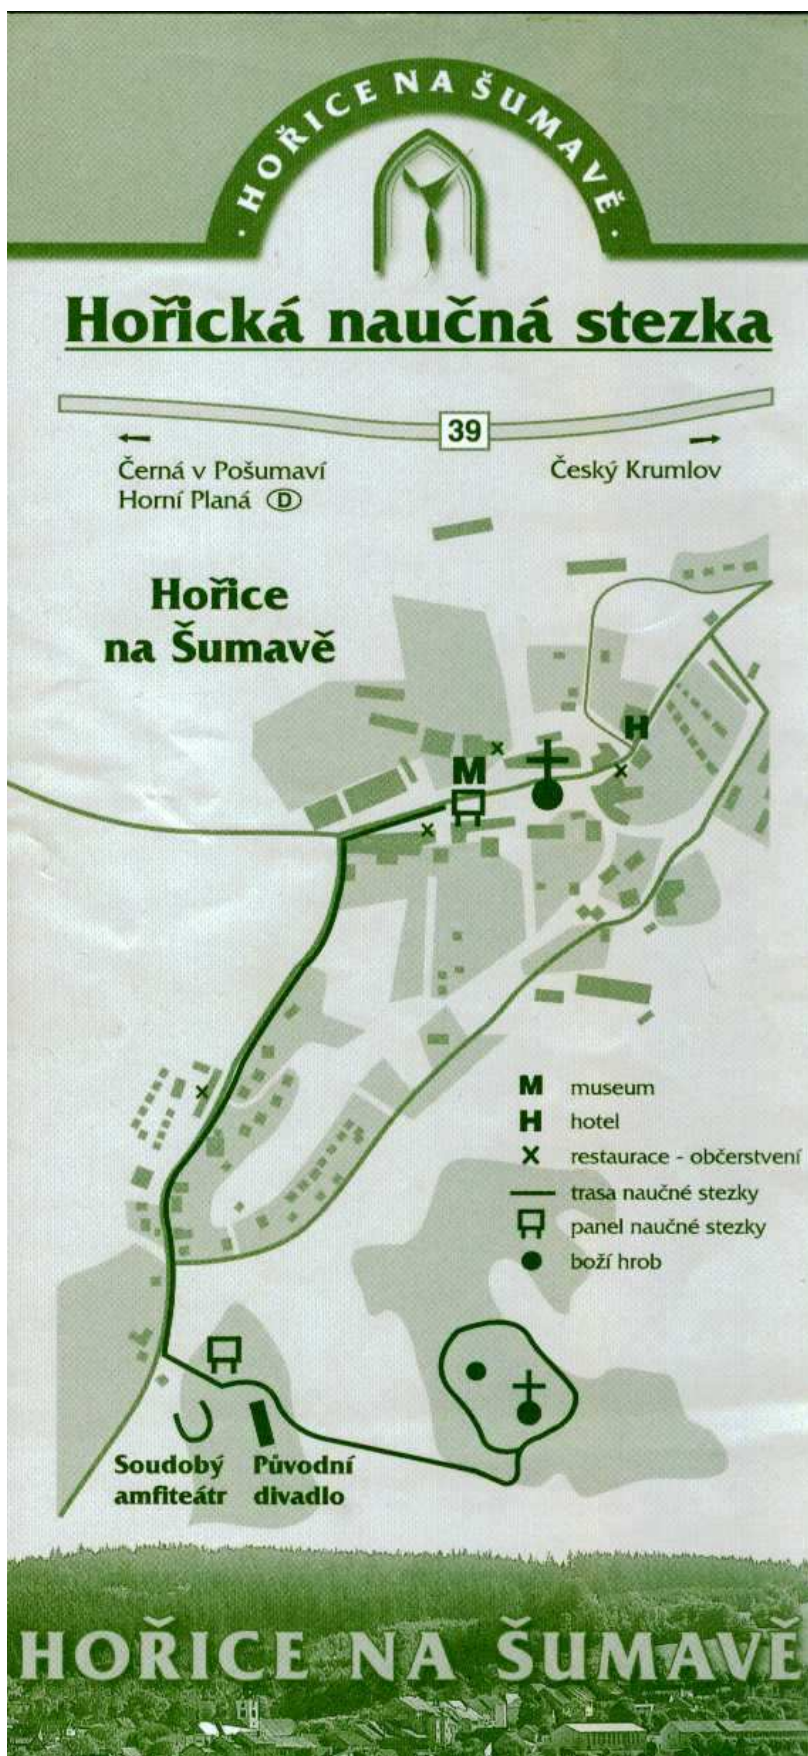 · HOŘICE NA ŠUMAVĚ ·
Hořická naučná stezka
39
Černá v Pošumaví
Horní Planá D
Český Krumlov
Hořice
na Šumavě
H
M
M museum
H hotel
x restaurace - občerstvení
trasa naučné stezky
panel naučné stezky
boží hrob
Soudobý
amfiteátr
Původní
divadlo
HOŘICE NA ŠUMAVĚ